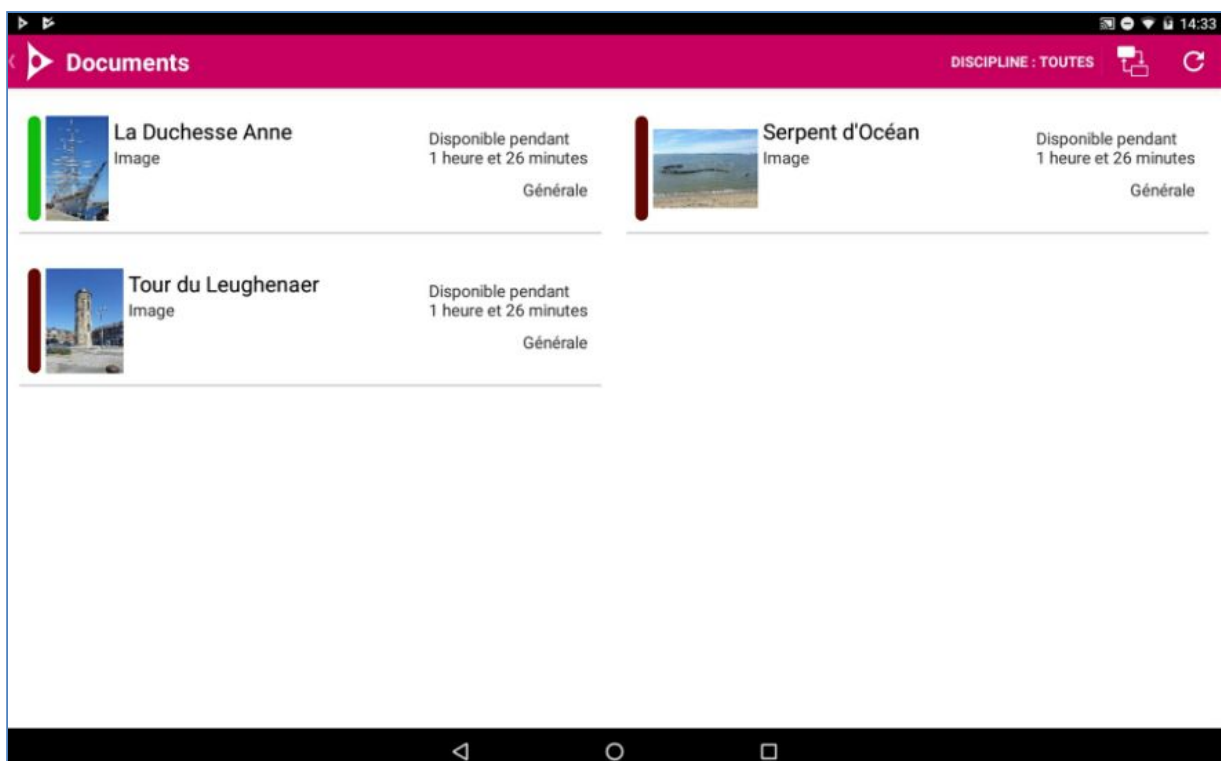 14:33
Documents
DISCIPLINE : TOUTES
La Duchesse Anne
Image
Disponible pendant
1 heure et 26 minutes
Générale
Serpent d'Océan
Image
Disponible pendant
1 heure et 26 minutes
Générale
Tour du Leughenaer
Image
Disponible pendant
1 heure et 26 minutes
Générale